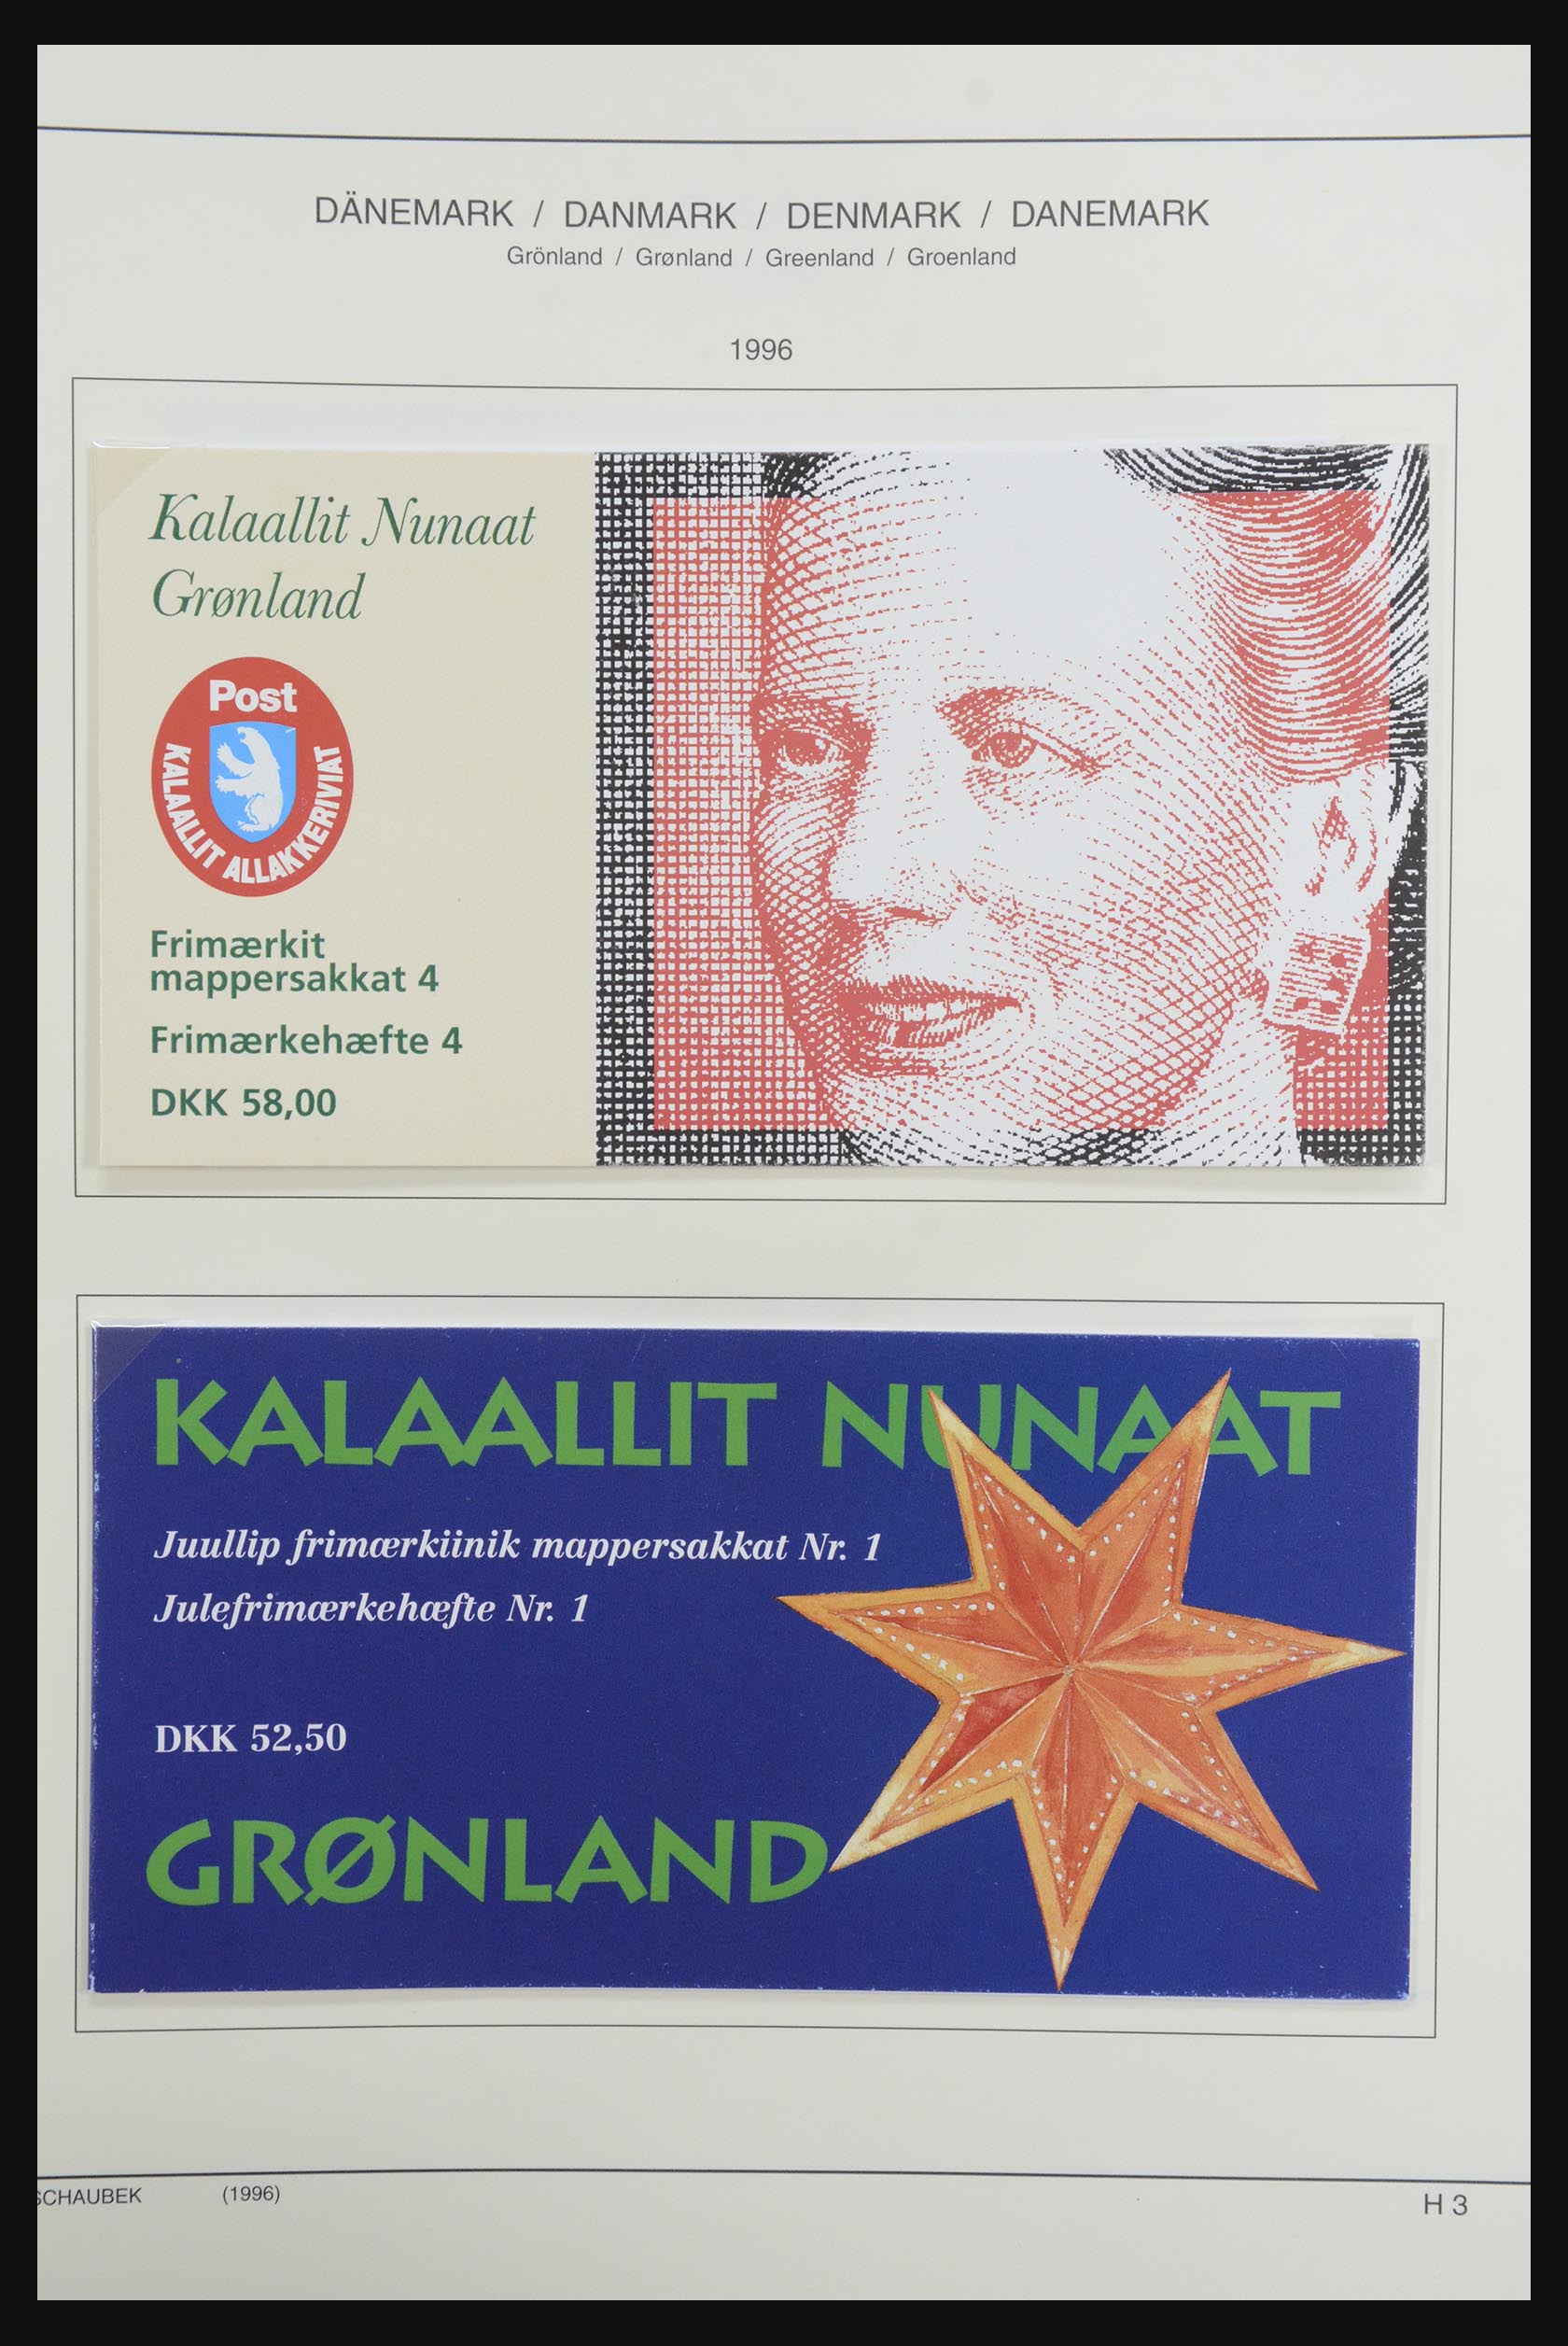 DÄNEMARK / DANMARK / DENMARK / DANEMARK
Grönland / Grønland / Greenland / Groenland
1996
Kalaallit Nunaat
Grønland
Post
KALAALLIT ALLAKKERIVIAT
Frimærkit
mappersakkat 4
Frimærkehæfte 4
DKK 58,00
KALAALLIT NUNAAT
Juullip frimærkiinik mappersakkat Nr. 1
Julefrimærkehæfte Nr. 1
DKK 52,50
GRØNLAND
SCHAUBEK (1996)
H 3